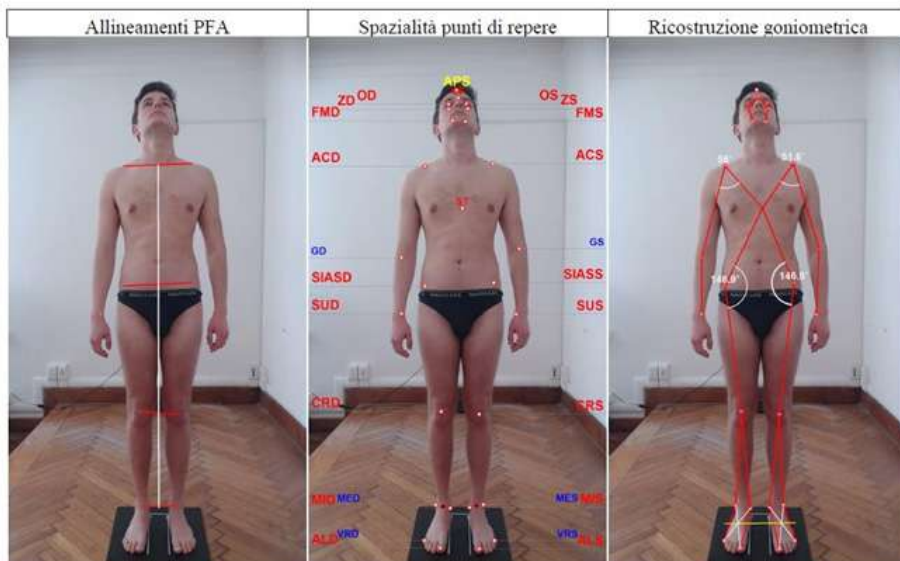 Allineamenti PFA
Spazialità punti di repere
Ricostruzione goniometrica
APS
ZD OD
OS ZS
FMD
FMS
ACD
ACS
ST
GD
GS
SIASD
SIASS
SUD
SUS
CRD
CRS
MID MED
MES MIS
ALD VRD
VRS ALS
56°
51.6°
146.9°
146.5°